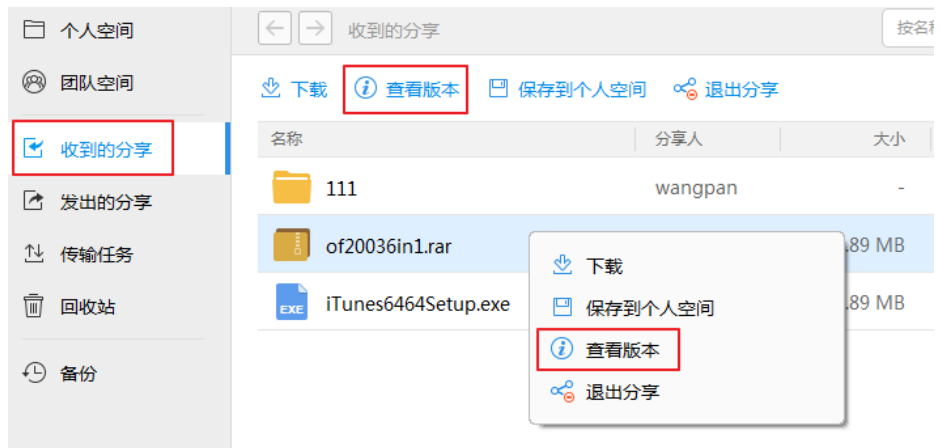 个人空间
团队空间
收到的分享
发出的分享
传输任务
回收站
备份
收到的分享
按名
下载 查看版本 保存到个人空间 退出分享
名称 分享人 大小
111 wangpan -
of20036in1.rar .89 MB
EXE iTunes6464Setup.exe .89 MB
下载
保存到个人空间
查看版本
退出分享